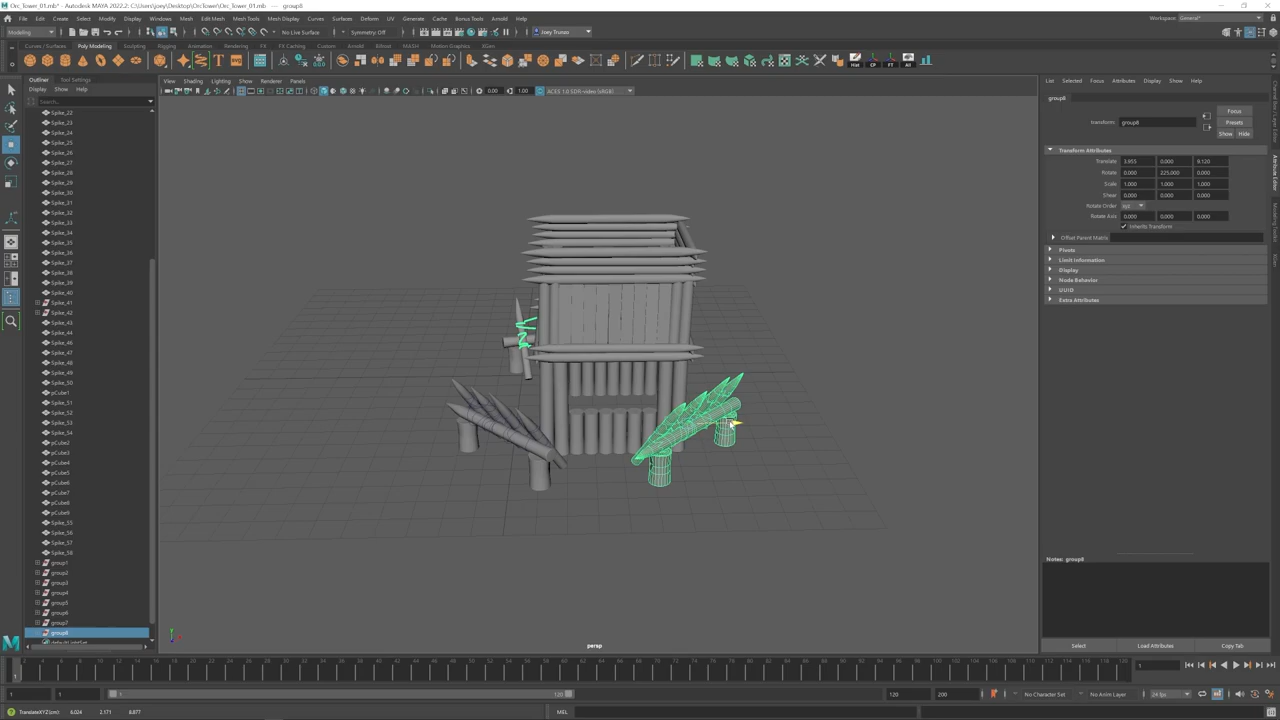 Orc_Tower_01.mb* - Autodesk MAYA 2022.2: C:\Users\joey\Desktop\OrcTower\Orc_Tower_01.mb --- group8
File Edit Create Select Modify Display Windows Mesh Edit Mesh Mesh Tools Mesh Display Curves Surfaces Deform UV Generate Cache Bonus Tools Arnold Help
Workspace: General*
Modeling No Live Surface Symmetry: Off
Curves / Surfaces Poly Modeling Sculpting Rigging Animation Rendering FX FX Caching Custom Arnold Bifrost MASH Motion Graphics XGen
Hist CP FT All
Outliner Tool Settings
Display Show Help
Search...
View Shading Lighting Show Renderer Panels
0.00 1.00 ACES 1.0 SDR-video (sRGB)
Spike_22
Spike_23
Spike_24
Spike_25
Spike_26
Spike_27
Spike_28
Spike_29
Spike_30
Spike_31
Spike_32
Spike_33
Spike_34
Spike_35
Spike_36
Spike_37
Spike_38
Spike_39
Spike_40
Spike_41
Spike_42
Spike_43
Spike_44
Spike_46
Spike_47
Spike_48
Spike_49
Spike_50
pCube1
Spike_51
Spike_52
Spike_53
Spike_54
pCube2
pCube3
pCube4
pCube5
pCube6
pCube7
pCube8
pCube9
Spike_55
Spike_56
Spike_57
Spike_58
group1
group2
group3
group4
group5
group6
group7
group8
defaultLightSet
persp
List Selected Focus Attributes Display Show Help
group8
Focus
transform: group8
Presets
Show Hide
Transform Attributes
Translate 3.955 0.000 9.120
Rotate 0.000 225.000 0.000
Scale 1.000 1.000 1.000
Shear 0.000 0.000 0.000
Rotate Order xyz
Rotate Axis 0.000 0.000 0.000
Inherits Transform
Offset Parent Matrix
Pivots
Limit Information
Display
Node Behavior
UUID
Extra Attributes
Notes: group8
Select Load Attributes Copy Tab
1 1 1 120 120 200 No Character Set No Anim Layer 24 fps
TranslateXYZ(cm): 6.024 2.171 8.877 MEL